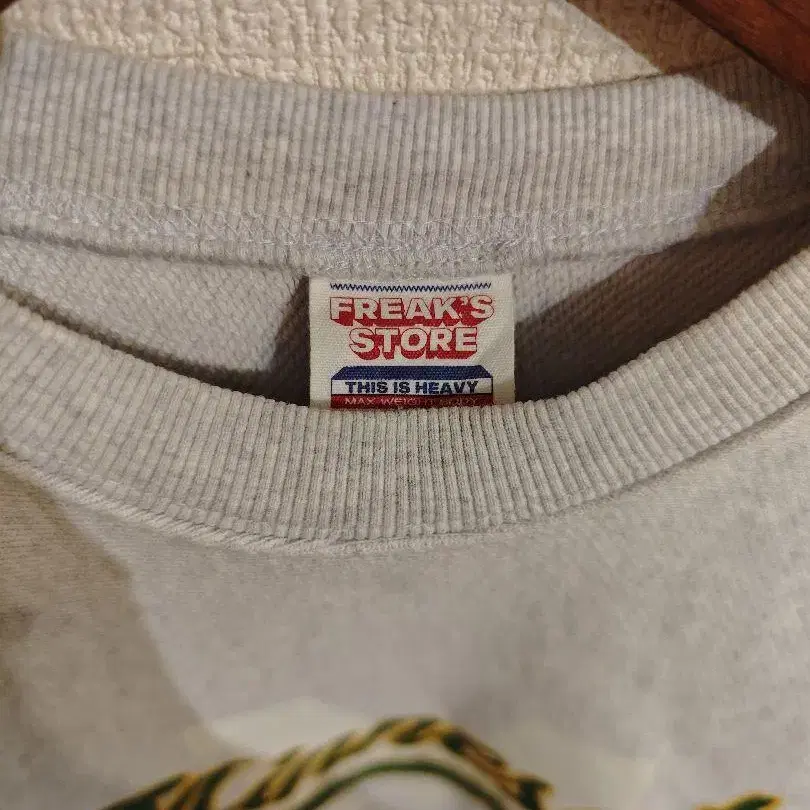 FREAK'S
STORE
THIS IS HEAVY
MAX WEIGHT BODY